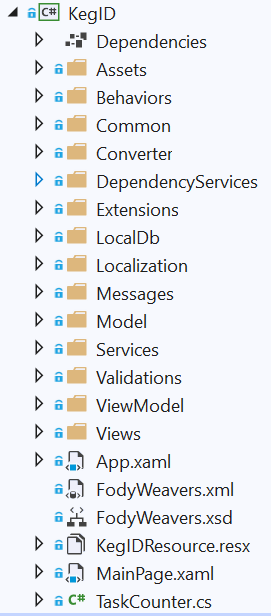 C# KegID
Dependencies
Assets
Behaviors
Common
Converter
DependencyServices
Extensions
LocalDb
Localization
Messages
Model
Services
Validations
ViewModel
Views
App.xaml
FodyWeavers.xml
FodyWeavers.xsd
KegIDResource.resx
MainPage.xaml
C# TaskCounter.cs